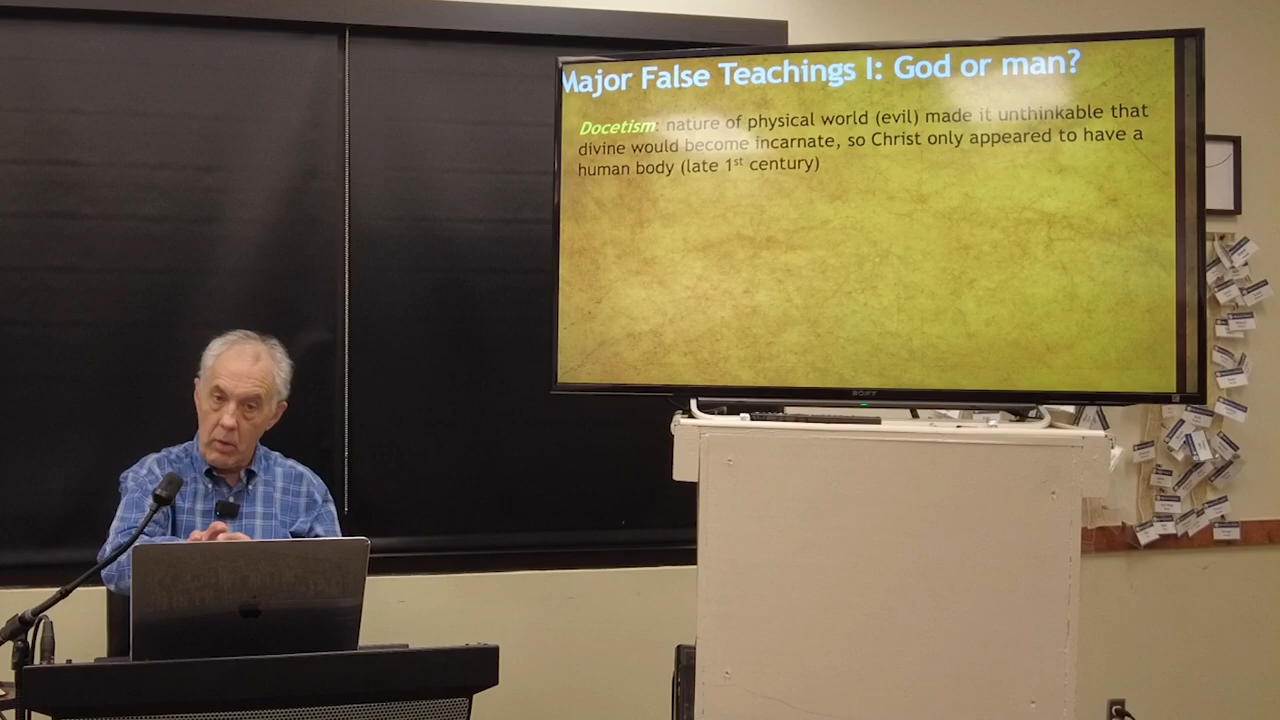 Major False Teachings I: God or man?
Docetism: nature of physical world (evil) made it unthinkable that
divine would become incarnate, so Christ only appeared to have a
human body (late 1st century)
SONY